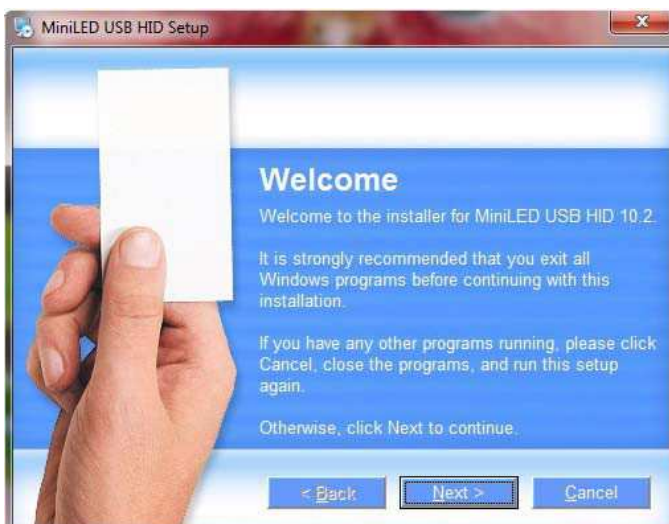 MiniLED USB HID Setup
Welcome
Welcome to the installer for MiniLED USB HID 10.2.
It is strongly recommended that you exit all
Windows programs before continuing with this
installation.
If you have any other programs running, please click
Cancel, close the programs, and run this setup
again.
Otherwise, click Next to continue.
< Back Next > Cancel